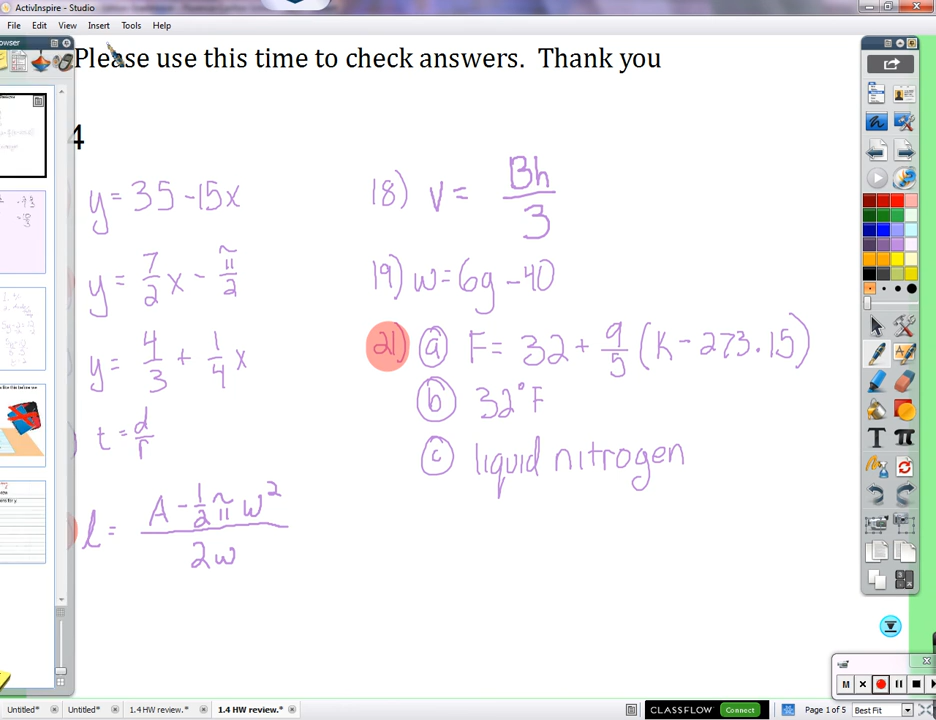 ActivInspire - Studio
File Edit View Insert Tools Help
owser
Please use this time to check answers. Thank you
4
y = 35 - 15x
y = 7/2 x - π/2
y = 4/3 + 1/4 x
t = d/r
l = (A - 1/2 π w²)/(2w)
18) V = Bh/3
19) w = 6g - 40
21) a) F = 32 + 9/5 (K - 273.15)
b) 32°F
c) liquid nitrogen
M
Untitled* Untitled* 1.4 HW review.* 1.4 HW review.* CLASSFLOW Connect Page 1 of 5 Best Fit